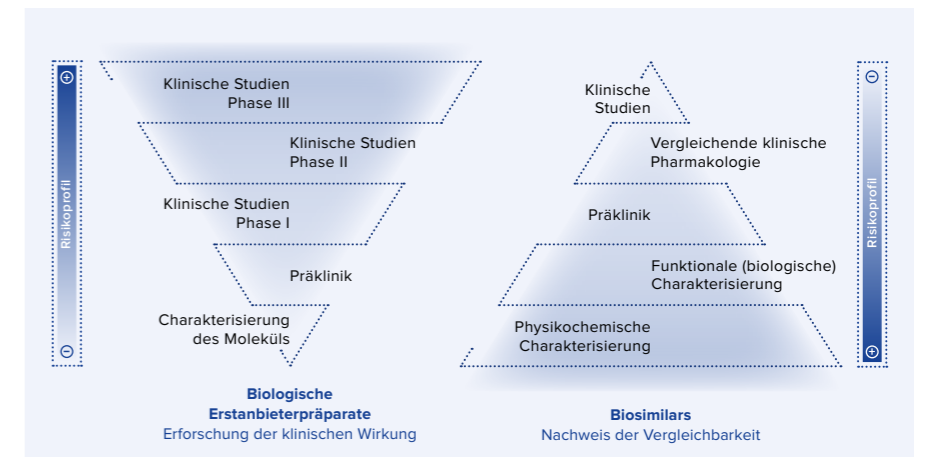 Risikoprofil
Klinische Studien
Phase III
Klinische Studien
Phase II
Klinische Studien
Phase I
Präklinik
Charakterisierung
des Moleküls
Biologische
Erstanbieterpräparate
Erforschung der klinischen Wirkung
Klinische
Studien
Vergleichende klinische
Pharmakologie
Präklinik
Funktionale (biologische)
Charakterisierung
Physikochemische
Charakterisierung
Biosimilars
Nachweis der Vergleichbarkeit
Risikoprofil